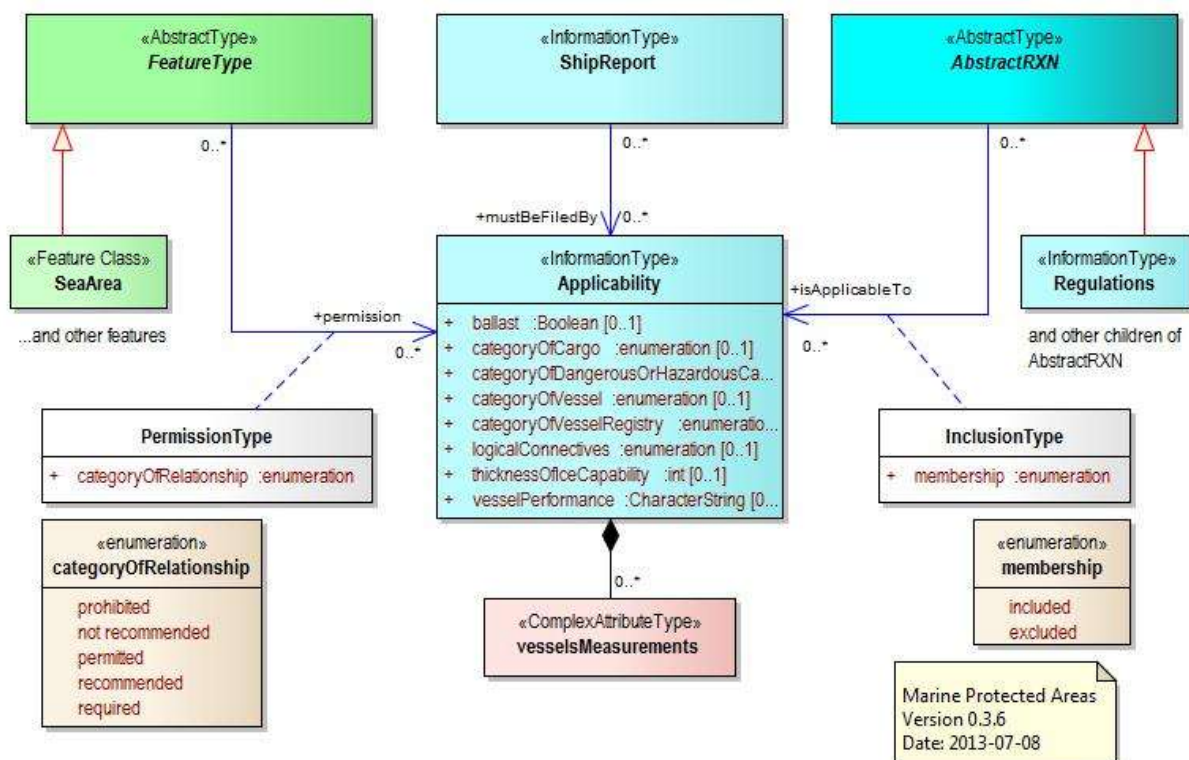 «AbstractType»
FeatureType
«InformationType»
ShipReport
«AbstractType»
AbstractRXN
0..*
0..*
0..*
+mustBeFiledBy
0..*
«Feature Class»
SeaArea
...and other features
«InformationType»
Applicability
+ ballast :Boolean [0..1]
+ categoryOfCargo :enumeration [0..1]
+ categoryOfDangerousOrHazardousCa...
+ categoryOfVessel :enumeration [0..1]
+ categoryOfVesselRegistry :enumeratio...
+ logicalConnectives :enumeration [0..1]
+ thicknessOfIceCapability :int [0..1]
+ vesselPerformance :CharacterString [0...
«InformationType»
Regulations
and other children of
AbstractRXN
+permission
0..*
+isApplicableTo
0..*
PermissionType
+ categoryOfRelationship :enumeration
InclusionType
+ membership :enumeration
«enumeration»
categoryOfRelationship
prohibited
not recommended
permitted
recommended
required
0..*
«ComplexAttributeType»
vesselsMeasurements
«enumeration»
membership
included
excluded
Marine Protected Areas
Version 0.3.6
Date: 2013-07-08